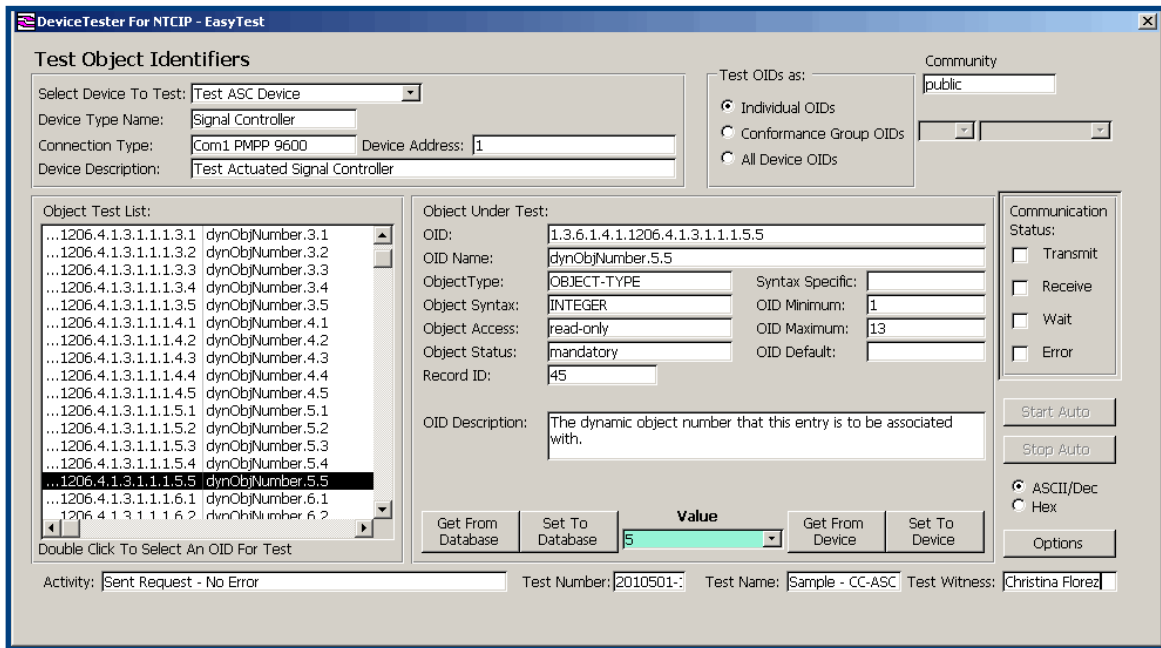 DeviceTester For NTCIP - EasyTest
Test Object Identifiers
Select Device To Test: Test ASC Device
Device Type Name: Signal Controller
Connection Type: Com1 PMPP 9600 Device Address: 1
Device Description: Test Actuated Signal Controller
Test OIDs as:
Individual OIDs
Conformance Group OIDs
All Device OIDs
Community
public
Object Test List:
...1206.4.1.3.1.1.1.3.1 dynObjNumber.3.1
...1206.4.1.3.1.1.1.3.2 dynObjNumber.3.2
...1206.4.1.3.1.1.1.3.3 dynObjNumber.3.3
...1206.4.1.3.1.1.1.3.4 dynObjNumber.3.4
...1206.4.1.3.1.1.1.3.5 dynObjNumber.3.5
...1206.4.1.3.1.1.1.4.1 dynObjNumber.4.1
...1206.4.1.3.1.1.1.4.2 dynObjNumber.4.2
...1206.4.1.3.1.1.1.4.3 dynObjNumber.4.3
...1206.4.1.3.1.1.1.4.4 dynObjNumber.4.4
...1206.4.1.3.1.1.1.4.5 dynObjNumber.4.5
...1206.4.1.3.1.1.1.5.1 dynObjNumber.5.1
...1206.4.1.3.1.1.1.5.2 dynObjNumber.5.2
...1206.4.1.3.1.1.1.5.3 dynObjNumber.5.3
...1206.4.1.3.1.1.1.5.4 dynObjNumber.5.4
...1206.4.1.3.1.1.1.5.5 dynObjNumber.5.5
...1206.4.1.3.1.1.1.6.1 dynObjNumber.6.1
...1206.4.1.3.1.1.1.6.2 dynObjNumber.6.2
Double Click To Select An OID For Test
Object Under Test:
OID: 1.3.6.1.4.1.1206.4.1.3.1.1.1.5.5
OID Name: dynObjNumber.5.5
ObjectType: OBJECT-TYPE Syntax Specific:
Object Syntax: INTEGER OID Minimum: 1
Object Access: read-only OID Maximum: 13
Object Status: mandatory OID Default:
Record ID: 45
OID Description: The dynamic object number that this entry is to be associated
with.
Value
Get From Database
Set To Database
5
Get From Device
Set To Device
Communication
Status:
Transmit
Receive
Wait
Error
Start Auto
Stop Auto
ASCII/Dec
Hex
Options
Activity: Sent Request - No Error Test Number: 2010501- Test Name: Sample - CC-ASC Test Witness: Christina Florez